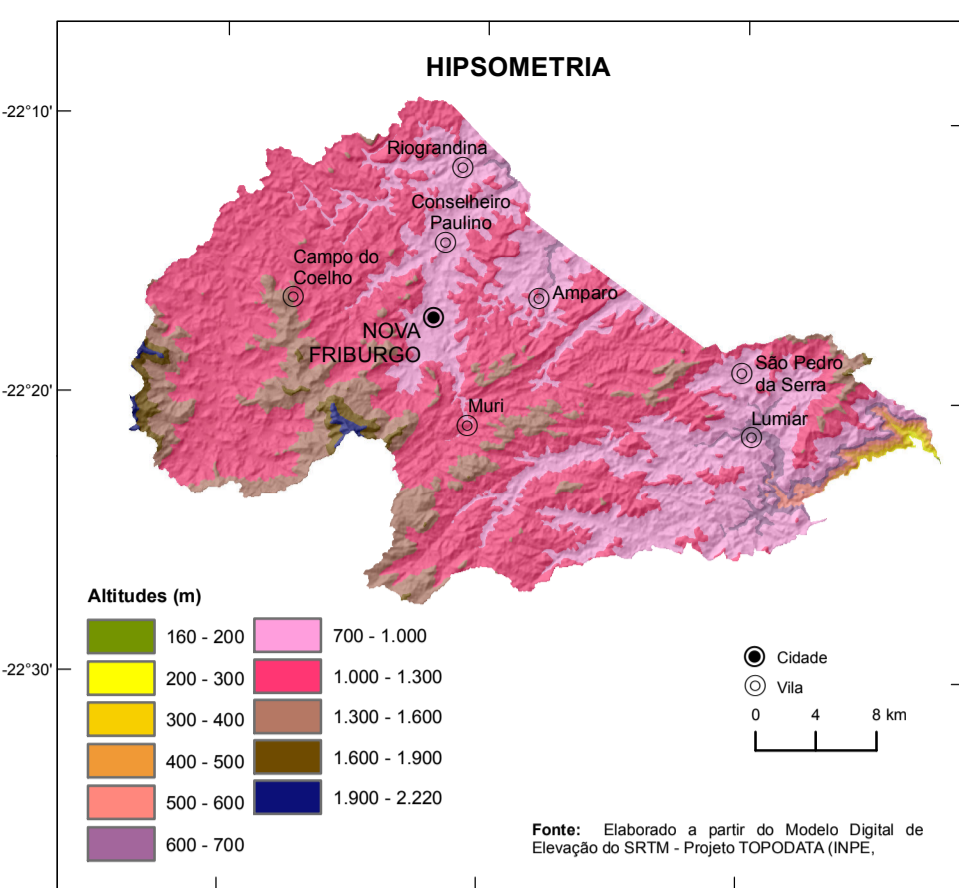 HIPSOMETRIA
-22°10'
Riograndina
Conselheiro
Paulino
Campo do
Coelho
Amparo
NOVA
FRIBURGO
São Pedro
da Serra
-22°20'
Muri
Lumiar
Altitudes (m)
160 - 200
200 - 300
300 - 400
400 - 500
500 - 600
600 - 700
700 - 1.000
1.000 - 1.300
1.300 - 1.600
1.600 - 1.900
1.900 - 2.220
-22°30'
Cidade
Vila
0 4 8 km
Fonte: Elaborado a partir do Modelo Digital de
Elevação do SRTM - Projeto TOPODATA (INPE,